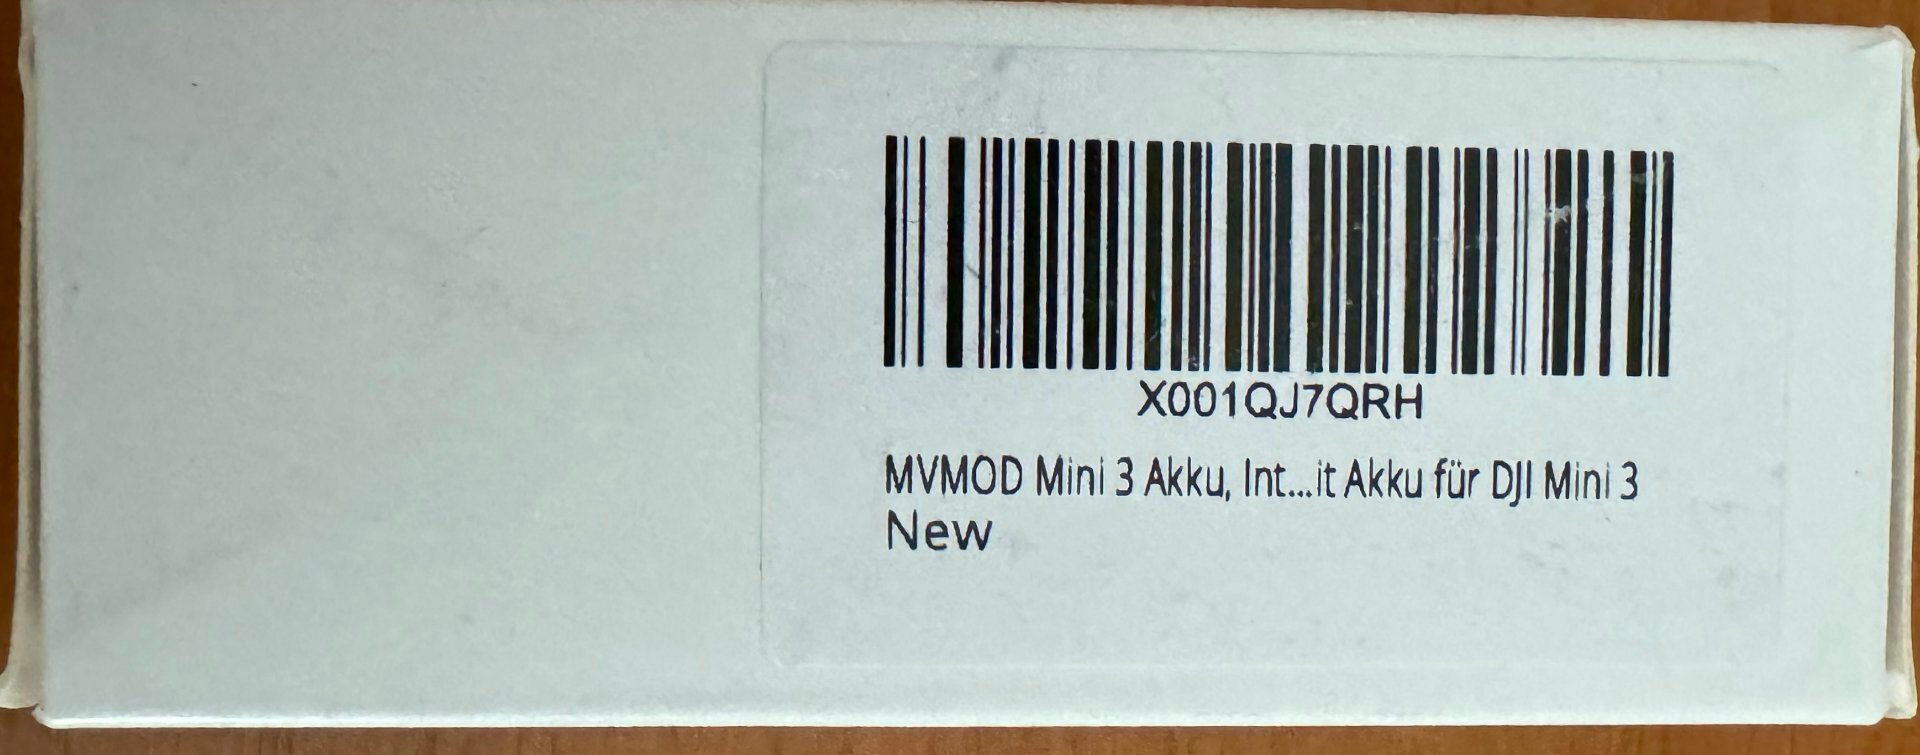 X001QJ7QRH
MVMOD Mini 3 Akku, Int...it Akku für DJI Mini 3
New